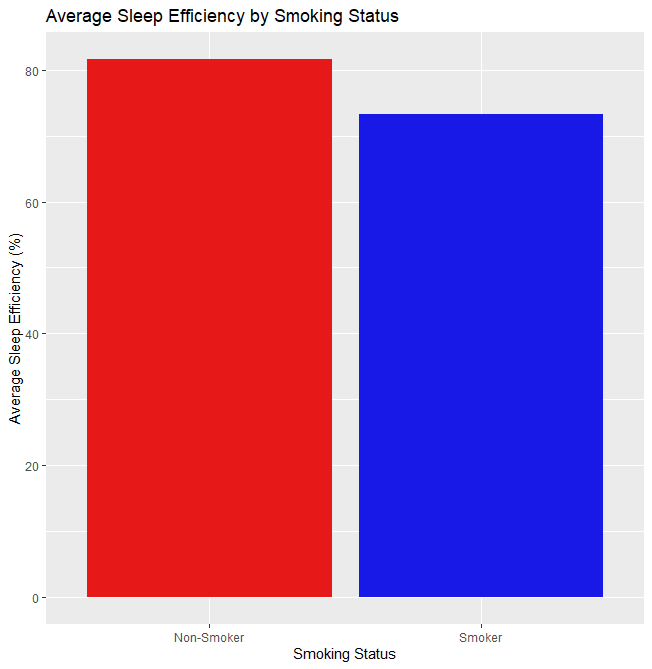 Average Sleep Efficiency by Smoking Status
Average Sleep Efficiency (%)
80
60
40
20
0
Non-Smoker
Smoker
Smoking Status